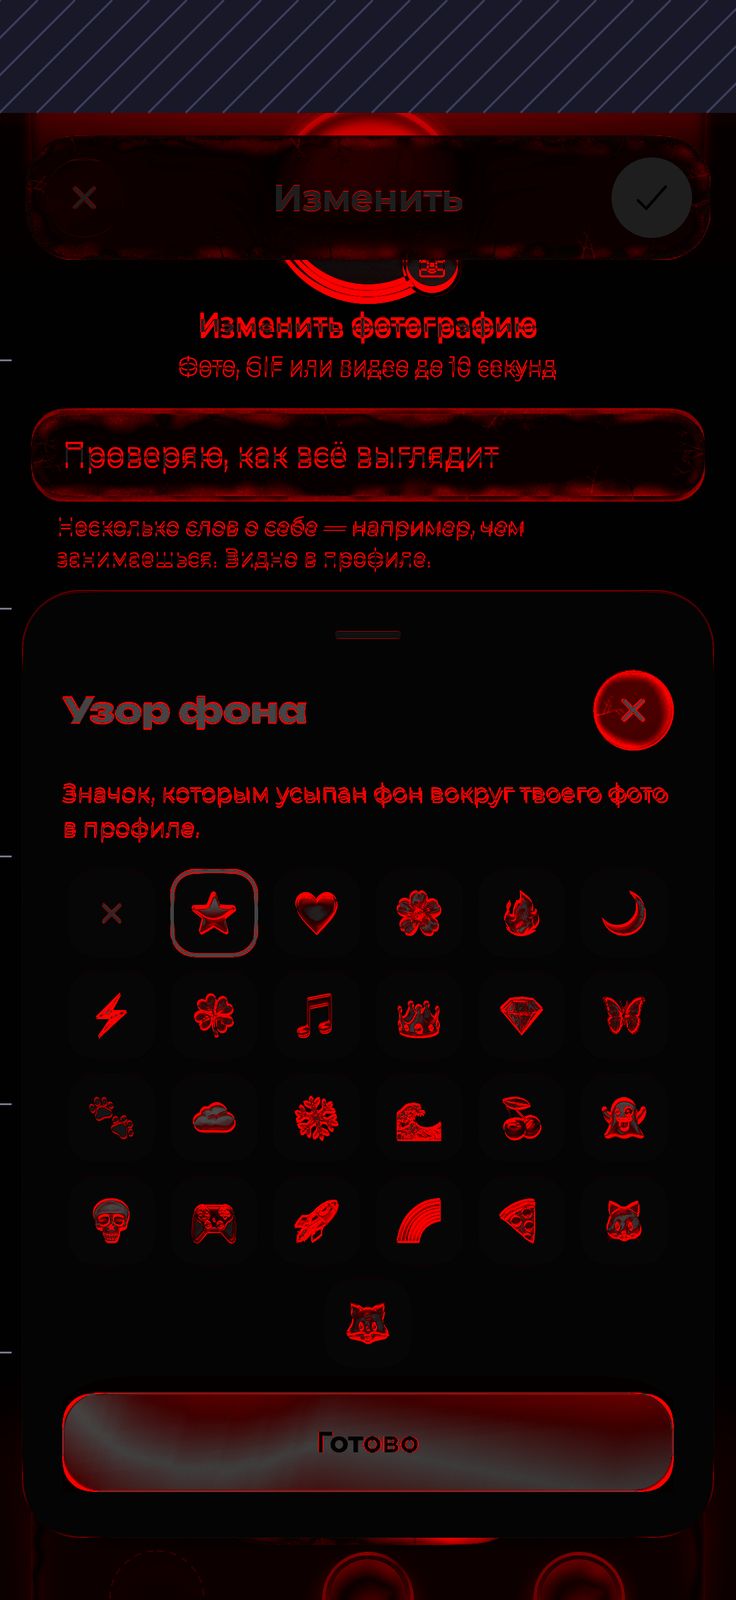 Изменить
Изменить фотографию
Фото, GIF или видео до 10 секунд
Проверяю, как всё выглядит
Несколько слов о себе — например, чем
занимаешься. Видно в профиле.
Узор фона
Значок, которым усыпан фон вокруг твоего фото
в профиле.
Готово